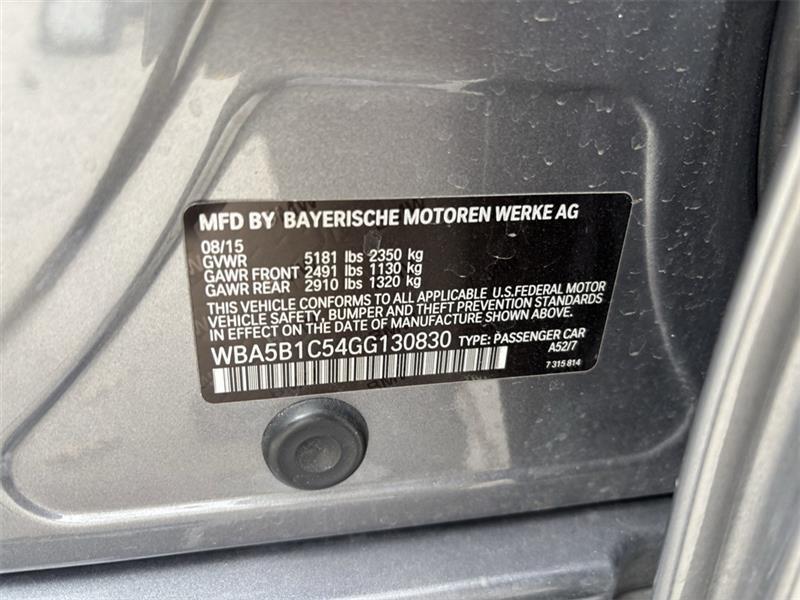 MFD BY BAYERISCHE MOTOREN WERKE AG
08/15
GVWR 5181 lbs 2350 kg
GAWR FRONT 2491 lbs 1130 kg
GAWR REAR 2910 lbs 1320 kg
THIS VEHICLE CONFORMS TO ALL APPLICABLE U.S.FEDERAL MOTOR
VEHICLE SAFETY, BUMPER AND THEFT PREVENTION STANDARDS
IN EFFECT ON THE DATE OF MANUFACTURE SHOWN ABOVE.
WBA5B1C54GG130830 TYPE: PASSENGER CAR
A52/7
7 315 814